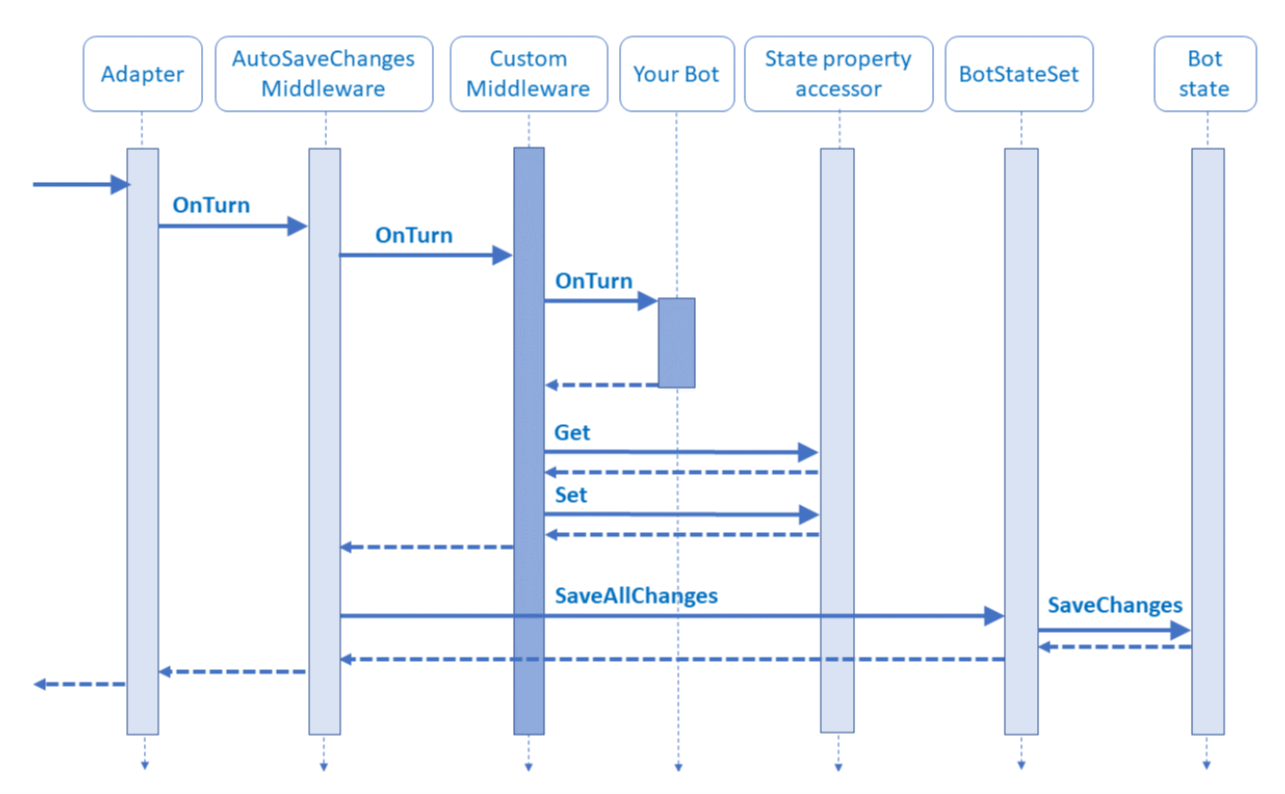 Adapter
AutoSaveChanges
Middleware
Custom
Middleware
Your Bot
State property
accessor
BotStateSet
Bot
state
OnTurn
OnTurn
OnTurn
Get
Set
SaveAllChanges
SaveChanges